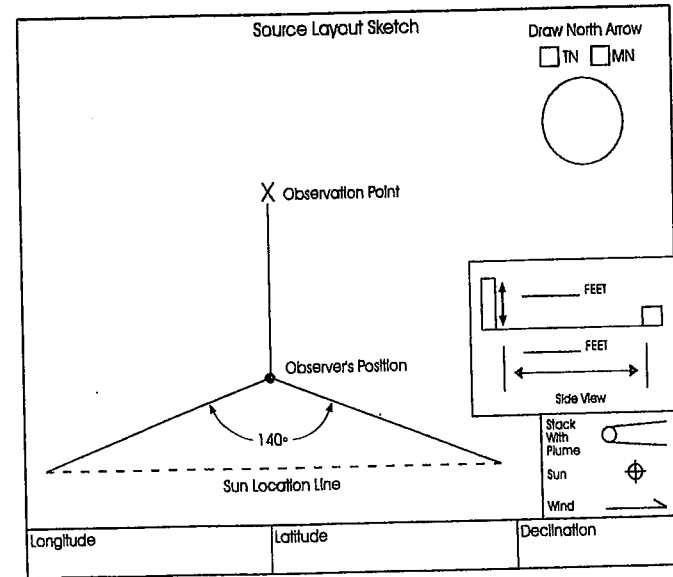 Source Layout Sketch
Draw North Arrow
TN MN
X Observation Point
FEET
FEET
Side View
Observer's Position
140°
Sun Location Line
Stack
With
Plume
Sun
Wind
Longitude
Latitude
Declination